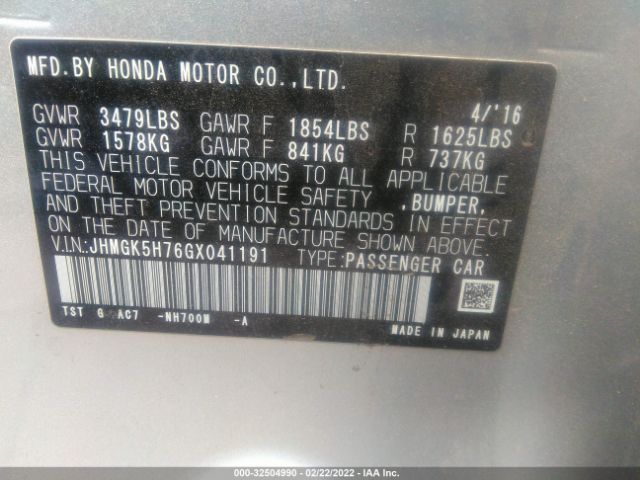 MFD.BY HONDA MOTOR CO.,LTD.
4/'16
GVWR 3479LBS GAWR F 1854LBS R 1625LBS
GVWR 1578KG GAWR F 841KG R 737KG
THIS VEHICLE CONFORMS TO ALL APPLICABLE
FEDERAL MOTOR VEHICLE SAFETY ,BUMPER,
AND THEFT PREVENTION STANDARDS IN EFFECT
ON THE DATE OF MANUFACTURE SHOWN ABOVE.
V.IN.:JHMGK5H76GX041191 TYPE:PASSENGER CAR
TST G AC7 -NH700M -A MADE IN JAPAN
000-32504990 - 02/22/2022 - IAA Inc.